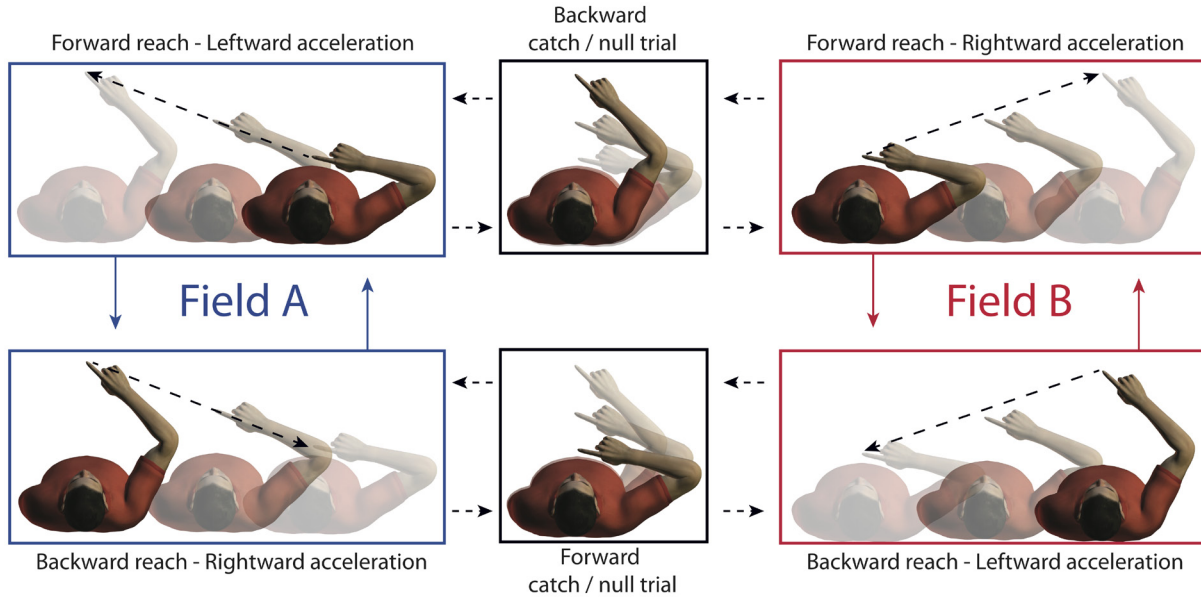 Forward reach - Leftward acceleration
Backward
catch / null trial
Forward reach - Rightward acceleration
Field A
Field B
Backward reach - Rightward acceleration
Forward
catch / null trial
Backward reach - Leftward acceleration